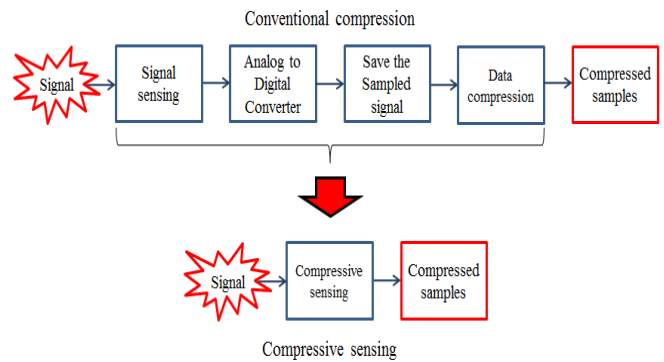 Conventional compression
Signal
Signal
sensing
Analog to
Digital
Converter
Save the
Sampled
signal
Data
compression
Compressed
samples
Signal
Compressive
sensing
Compressed
samples
Compressive sensing